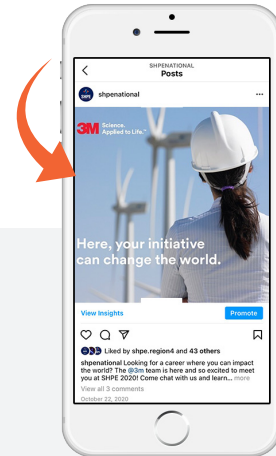 SHPENATIONAL
Posts
shpenational
3M Science.
Applied to Life.™
Here, your initiative
can change the world.
View Insights
Promote
Liked by shpe.region4 and 43 others
shpenational Looking for a career where you can impact
the world? The @3m team is here and so excited to meet
you at SHPE 2020! Come chat with us and learn... more
View all 3 comments
October 22, 2020